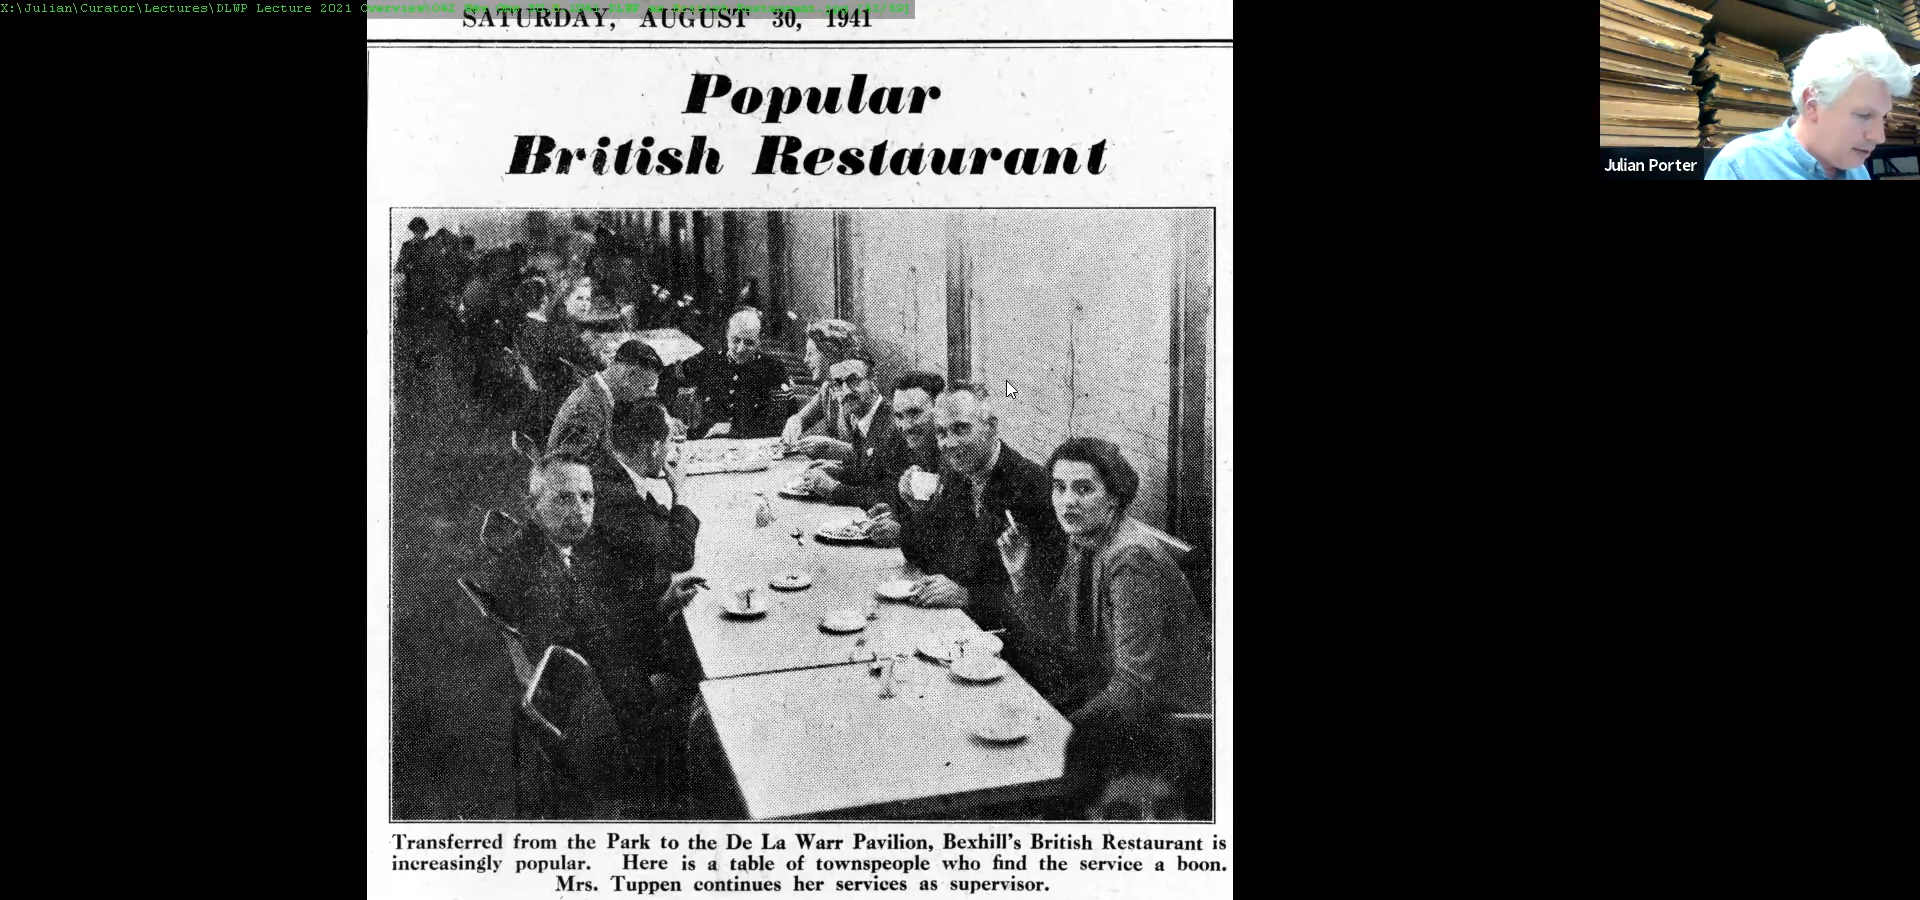 X:\Julian\Curator\Lectures\DLWP Lecture 2021 Overview\
SATURDAY, AUGUST 30, 1941
Popular
British Restaurant
Julian Porter
Transferred from the Park to the De La Warr Pavilion, Bexhill's British Restaurant is
increasingly popular. Here is a table of townspeople who find the service a boon.
Mrs. Tuppen continues her services as supervisor.